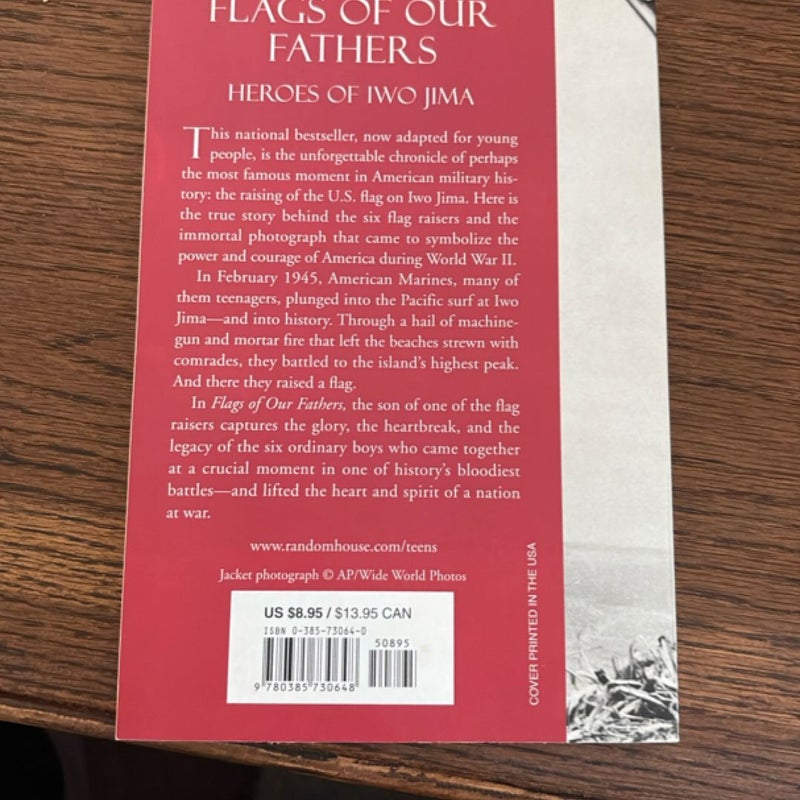 FLAGS OF OUR
FATHERS
HEROES OF IWO JIMA
This national bestseller, now adapted for young
people, is the unforgettable chronicle of perhaps
the most famous moment in American military his-
tory: the raising of the U.S. flag on Iwo Jima. Here is
the true story behind the six flag raisers and the
immortal photograph that came to symbolize the
power and courage of America during World War II.
In February 1945, American Marines, many of
them teenagers, plunged into the Pacific surf at Iwo
Jima—and into history. Through a hail of machine-
gun and mortar fire that left the beaches strewn with
comrades, they battled to the island's highest peak.
And there they raised a flag.
In Flags of Our Fathers, the son of one of the flag
raisers captures the glory, the heartbreak, and the
legacy of the six ordinary boys who came together
at a crucial moment in one of history's bloodiest
battles—and lifted the heart and spirit of a nation
at war.
www.randomhouse.com/teens
Jacket photograph © AP/Wide World Photos
US $8.95 / $13.95 CAN
ISBN 0-385-73064-0
50895
9 780385 730648
COVER PRINTED IN THE USA